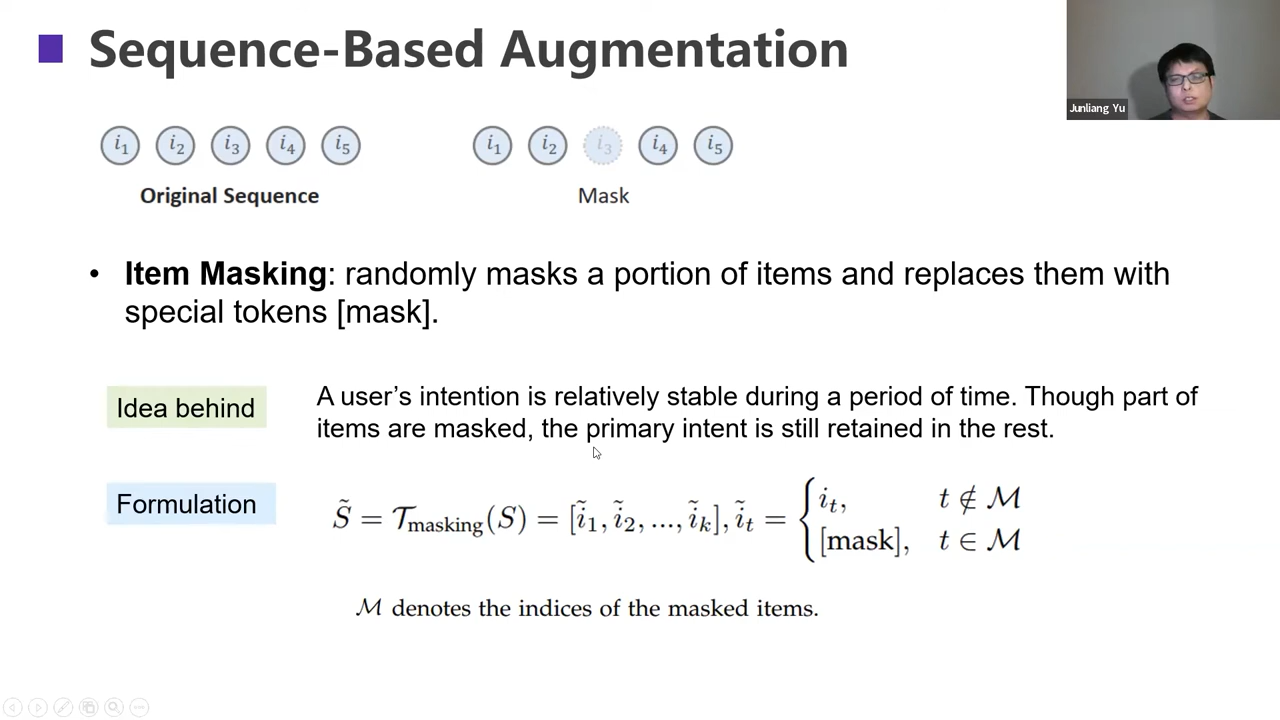 Sequence-Based Augmentation
Junliang Yu
i₁ i₂ i₃ i₄ i₅
Original Sequence
i₁ i₂ i₃ i₄ i₅
Mask
• Item Masking: randomly masks a portion of items and replaces them with
special tokens [mask].
Idea behind
A user’s intention is relatively stable during a period of time. Though part of
items are masked, the primary intent is still retained in the rest.
Formulation
S̃ = 𝒯masking(S) = [ĩ₁, ĩ₂, ..., ĩₖ], ĩₜ = { iₜ, t ∉ ℳ
[mask], t ∈ ℳ
ℳ denotes the indices of the masked items.